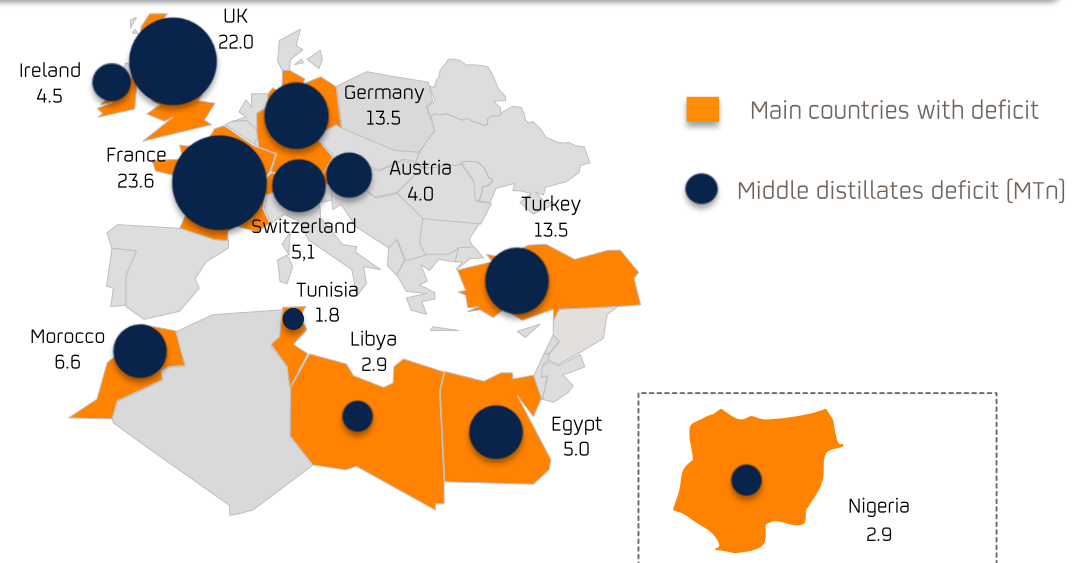 UK
22.0
Ireland
4.5
Germany
13.5
France
23.6
Austria
4.0
Switzerland
5,1
Turkey
13.5
Tunisia
1.8
Morocco
6.6
Libya
2.9
Egypt
5.0
Nigeria
2.9
Main countries with deficit
Middle distillates deficit (MTn)